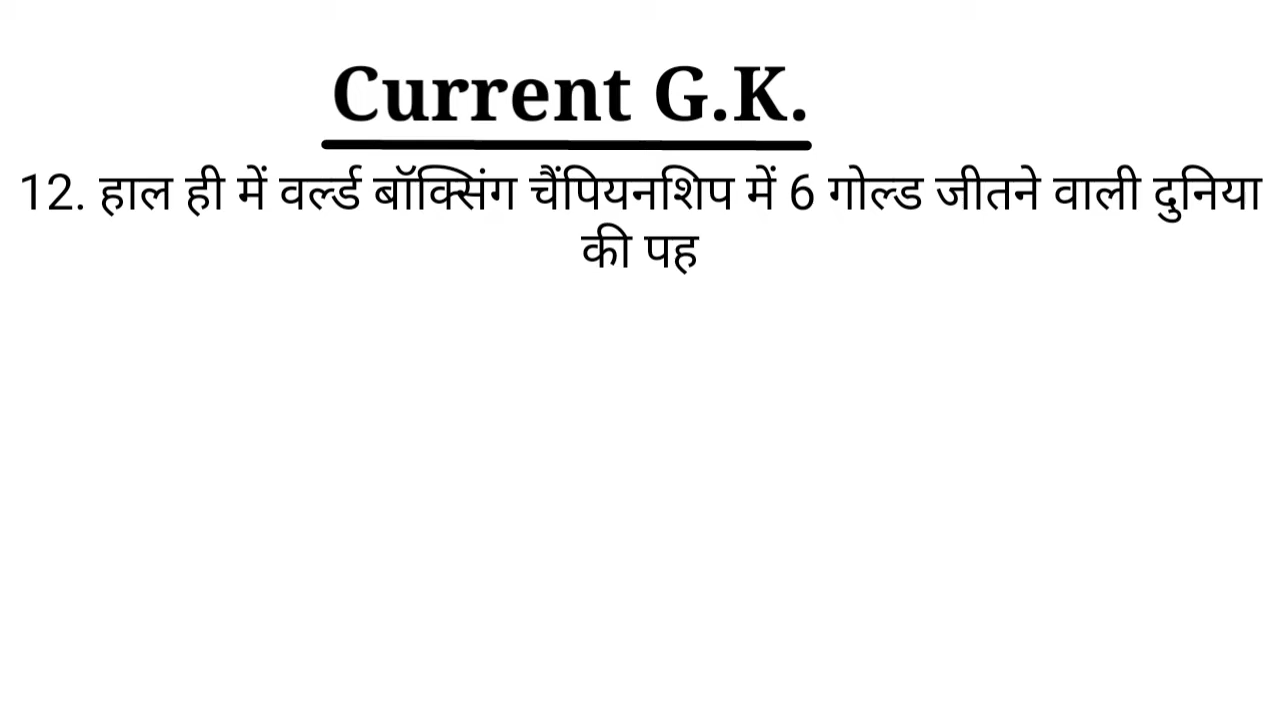 Current G.K.
12. हाल ही में वर्ल्ड बॉक्सिंग चैंपियनशिप में 6 गोल्ड जीतने वाली दुनिया
की पह